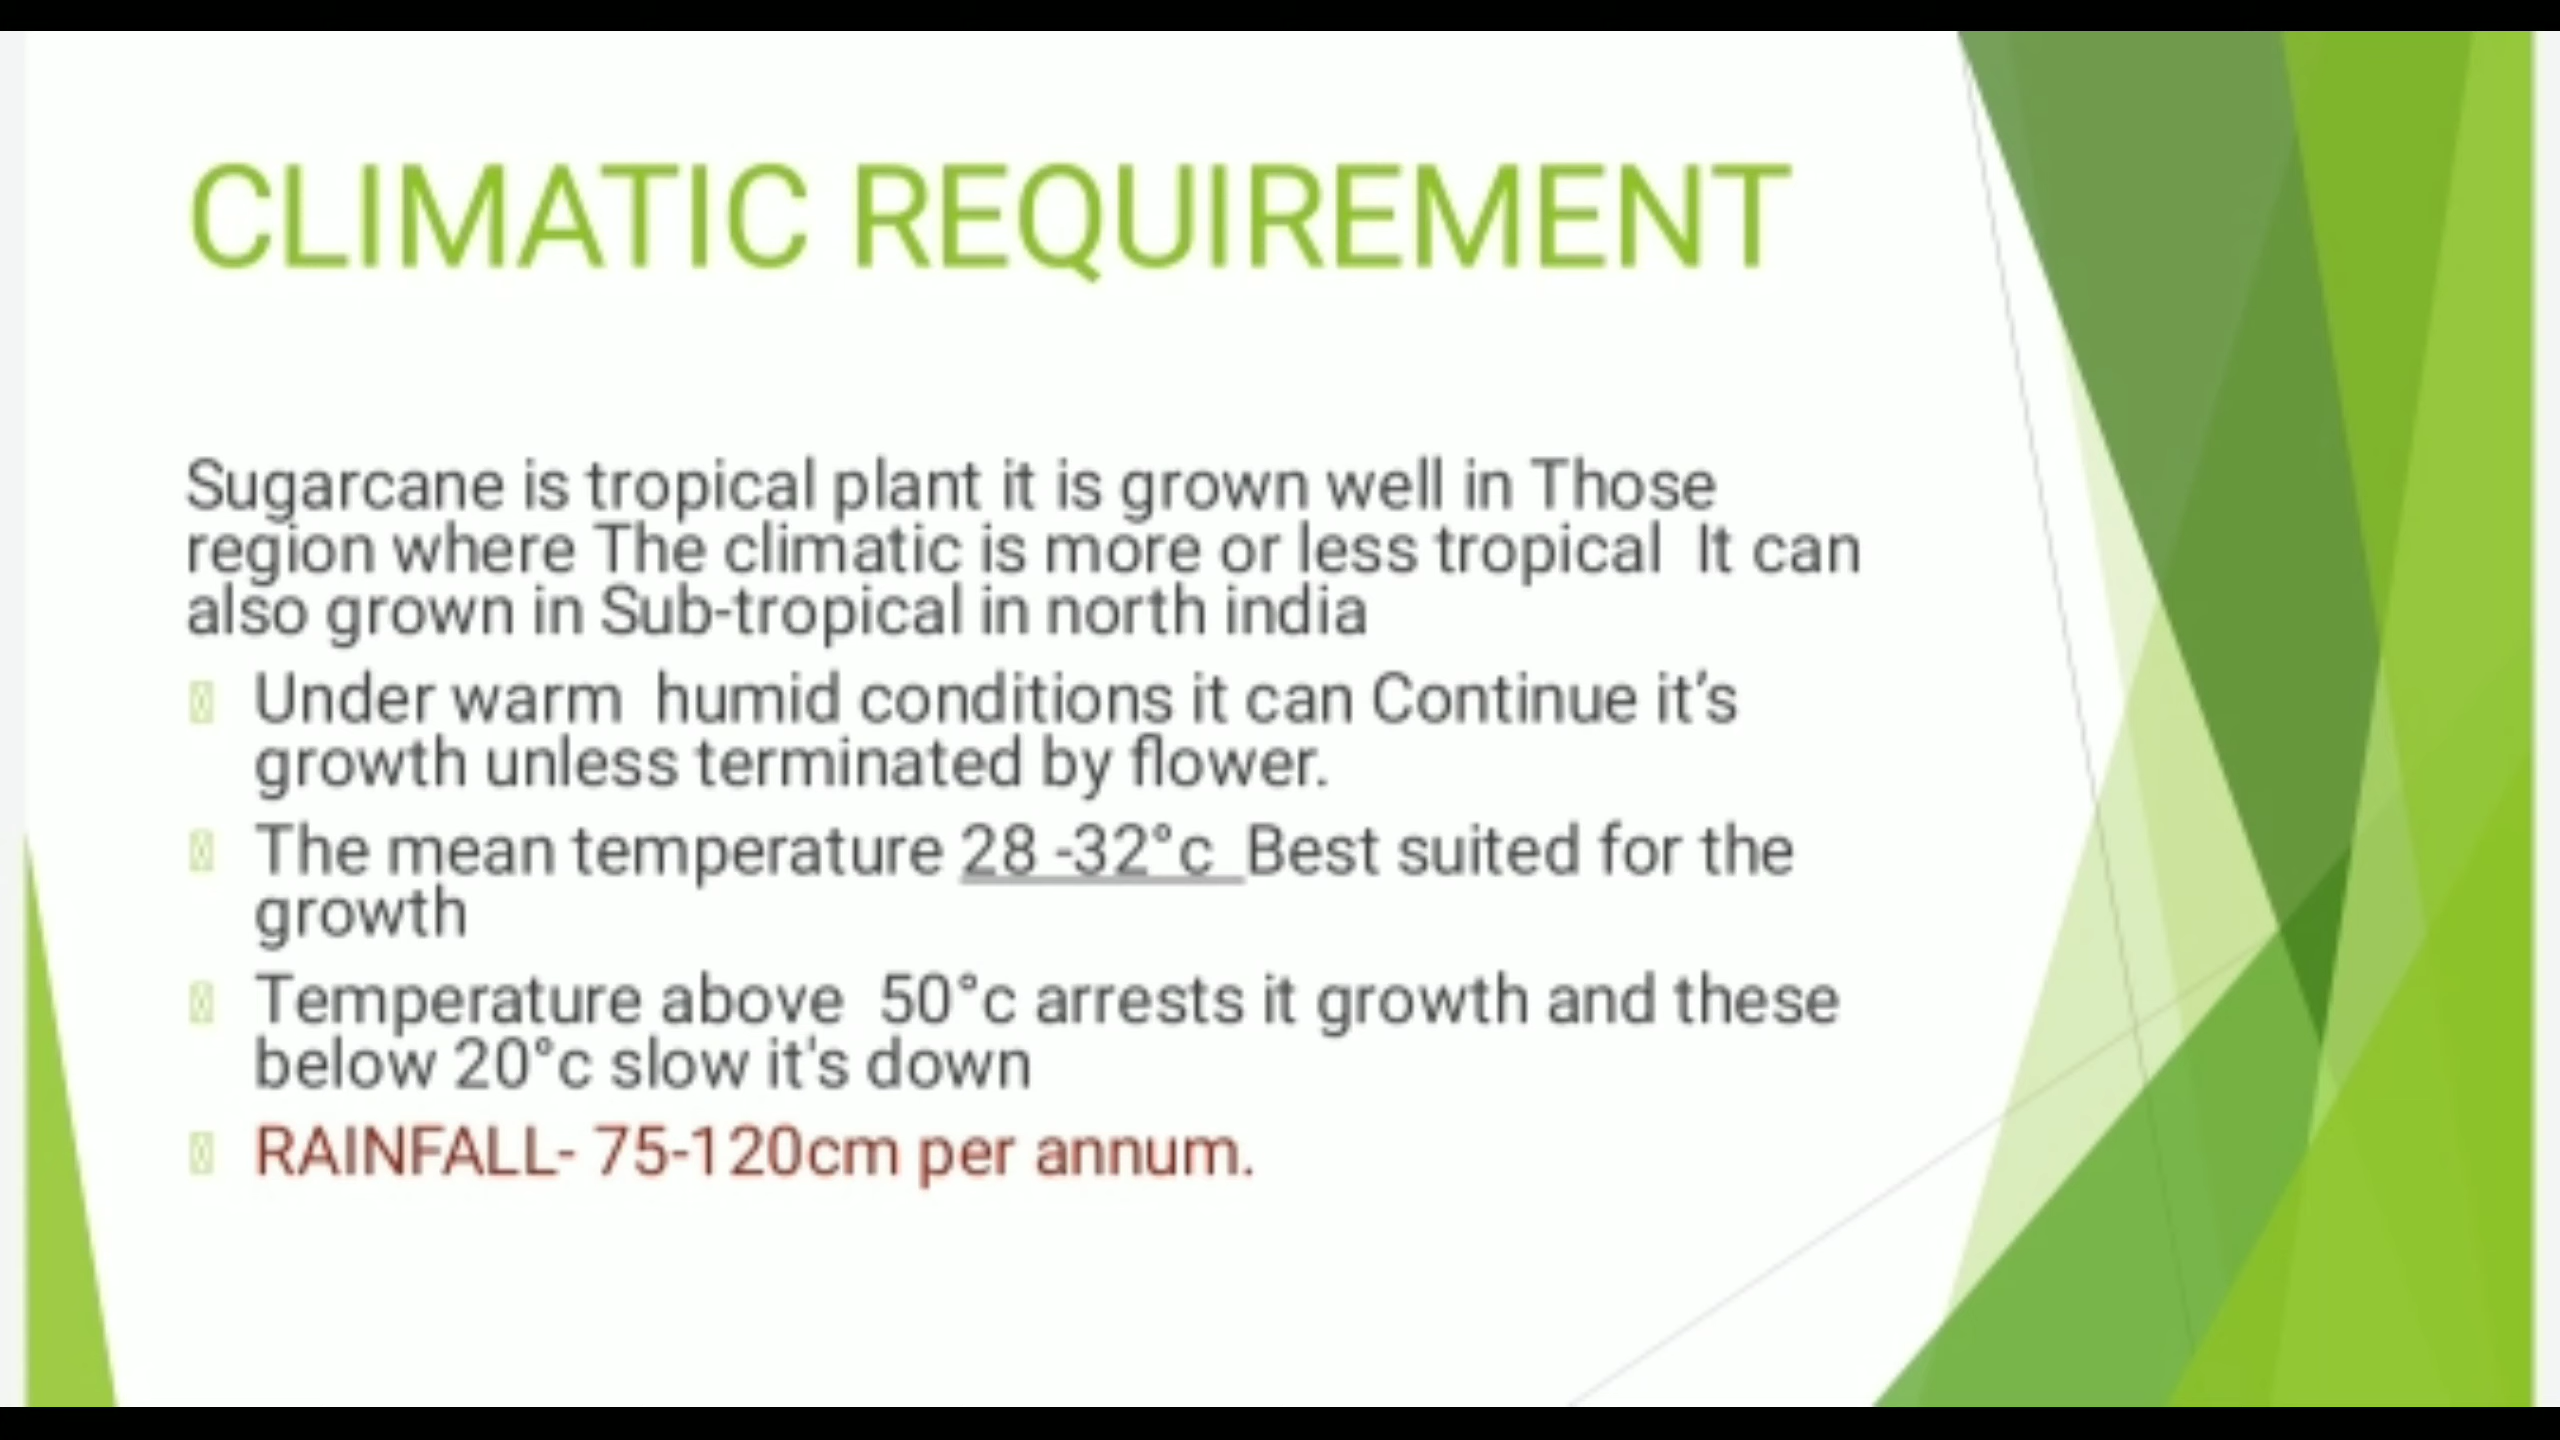 CLIMATIC REQUIREMENT
Sugarcane is tropical plant it is grown well in Those
region where The climatic is more or less tropical  It can
also grown in Sub-tropical in north india
Under warm  humid conditions it can Continue it’s
growth unless terminated by flower.
The mean temperature 28 -32°c  Best suited for the
growth
Temperature above  50°c arrests it growth and these
below 20°c slow it's down
RAINFALL- 75-120cm per annum.